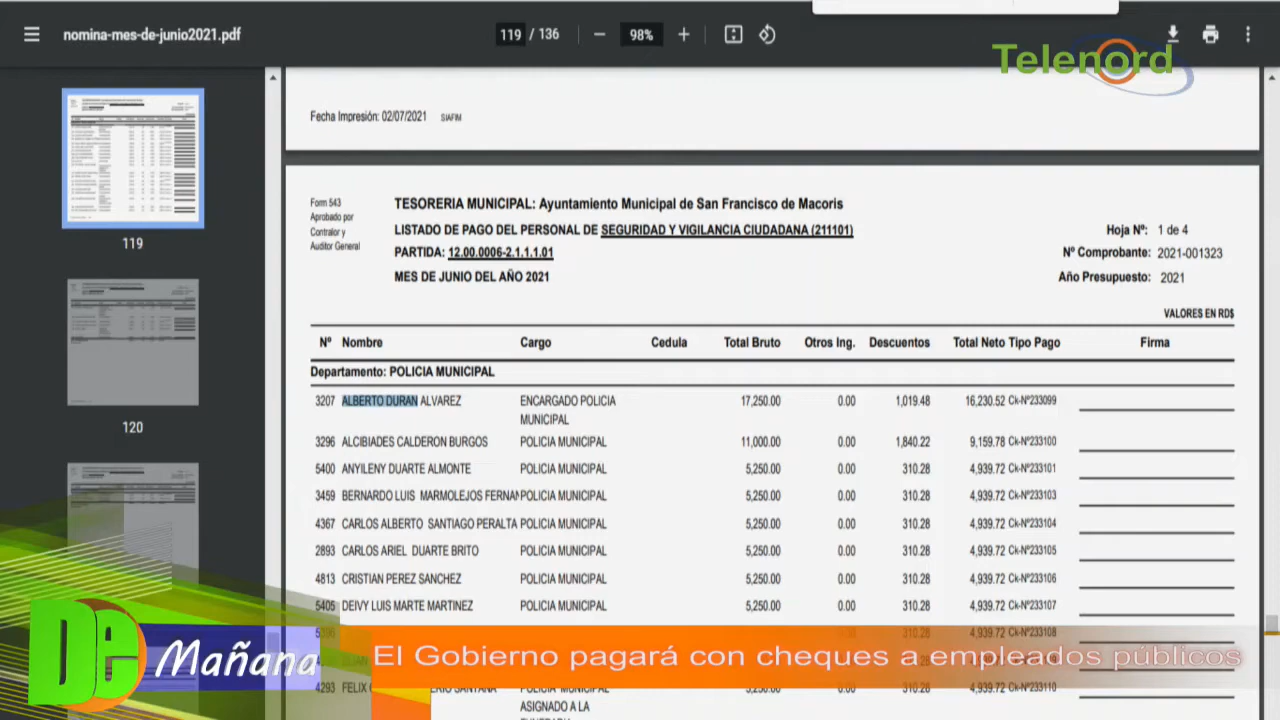 nomina-mes-de-junio2021.pdf
119 / 136
98%
Telenord
119
120
Fecha Impresión: 02/07/2021 SIAFIM
Form 543
Aprobado por
Contralor y
Auditor General
TESORERIA MUNICIPAL: Ayuntamiento Municipal de San Francisco de Macoris
LISTADO DE PAGO DEL PERSONAL DE SEGURIDAD Y VIGILANCIA CIUDADANA (211101)
PARTIDA: 12.00.0006-2.1.1.1.01
MES DE JUNIO DEL AÑO 2021
Hoja Nº: 1 de 4
Nº Comprobante: 2021-001323
Año Presupuesto: 2021
VALORES EN RD$
Nº Nombre Cargo Cedula Total Bruto Otros Ing. Descuentos Total Neto Tipo Pago Firma
Departamento: POLICIA MUNICIPAL
3207 ALBERTO DURAN ALVAREZ ENCARGADO POLICIA MUNICIPAL 17,250.00 0.00 1,019.48 16,230.52 Ck-Nº233099
3296 ALCIBIADES CALDERON BURGOS POLICIA MUNICIPAL 11,000.00 0.00 1,840.22 9,159.78 Ck-Nº233100
5400 ANYILENY DUARTE ALMONTE POLICIA MUNICIPAL 5,250.00 0.00 310.28 4,939.72 Ck-Nº233101
3459 BERNARDO LUIS MARMOLEJOS FERNAN POLICIA MUNICIPAL 5,250.00 0.00 310.28 4,939.72 Ck-Nº233103
4367 CARLOS ALBERTO SANTIAGO PERALTA POLICIA MUNICIPAL 5,250.00 0.00 310.28 4,939.72 Ck-Nº233104
2893 CARLOS ARIEL DUARTE BRITO POLICIA MUNICIPAL 5,250.00 0.00 310.28 4,939.72 Ck-Nº233105
4813 CRISTIAN PEREZ SANCHEZ POLICIA MUNICIPAL 5,250.00 0.00 310.28 4,939.72 Ck-Nº233106
5405 DEIVY LUIS MARTE MARTINEZ POLICIA MUNICIPAL 5,250.00 0.00 310.28 4,939.72 Ck-Nº233107
310.28 4,939.72 Ck-Nº233108
De Mañana
El Gobierno pagará con cheques a empleados públicos
4293 FELIX POLICIA MUNICIPAL 5,250.00 0.00 310.28 4,939.72 Ck-Nº233110
ASIGNADO A LA